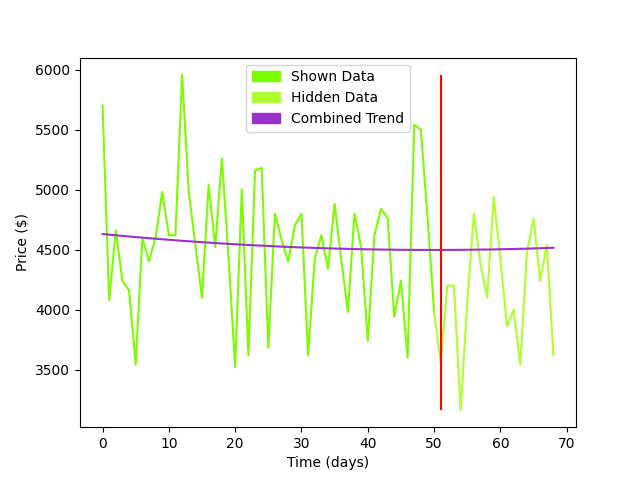 6000
5500
5000
4500
4000
3500
Price ($)
Shown Data
Hidden Data
Combined Trend
0 10 20 30 40 50 60 70
Time (days)